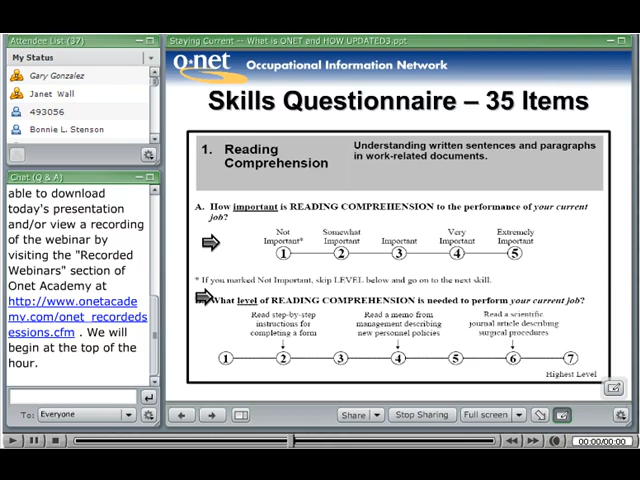 Attendee List (37)
My Status
Gary Gonzalez
Janet Wall
493056
Bonnie L. Stenson
Chat (Q & A)
able to download
today's presentation
and/or view a recording
of the webinar by
visiting the "Recorded
Webinars" section of
Onet Academy at
http://www.onetacade
my.com/onet_recordeds
essions.cfm . We will
begin at the top of the
hour.
To: Everyone
Staying Current -- What is ONET and HOW UPDATED3.ppt
o·net Occupational Information Network
Skills Questionnaire – 35 Items
1. Reading
Comprehension
Understanding written sentences and paragraphs
in work-related documents.
A. How important is READING COMPREHENSION to the performance of your current
job?
Not
Important*
Somewhat
Important
Important
Very
Important
Extremely
Important
1 2 3 4 5
* If you marked Not Important, skip LEVEL below and go on to the next skill.
What level of READING COMPREHENSION is needed to perform your current job?
Read step-by-step
instructions for
completing a form
Read a memo from
management describing
new personnel policies
Read a scientific
journal article describing
surgical procedures
1 2 3 4 5 6 7
Highest Level
Share Stop Sharing Full screen
00:00/00:00